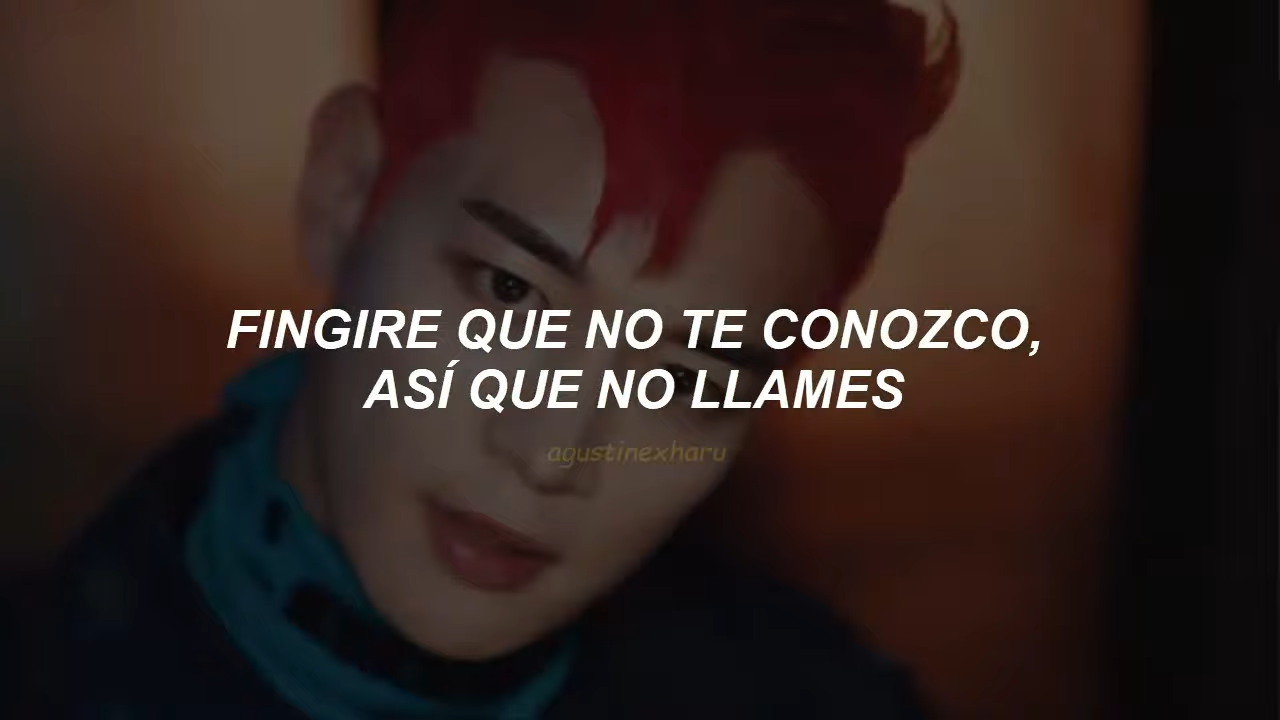 FINGIRE QUE NO TE CONOZCO,
ASÍ QUE NO LLAMES
agustinexharu